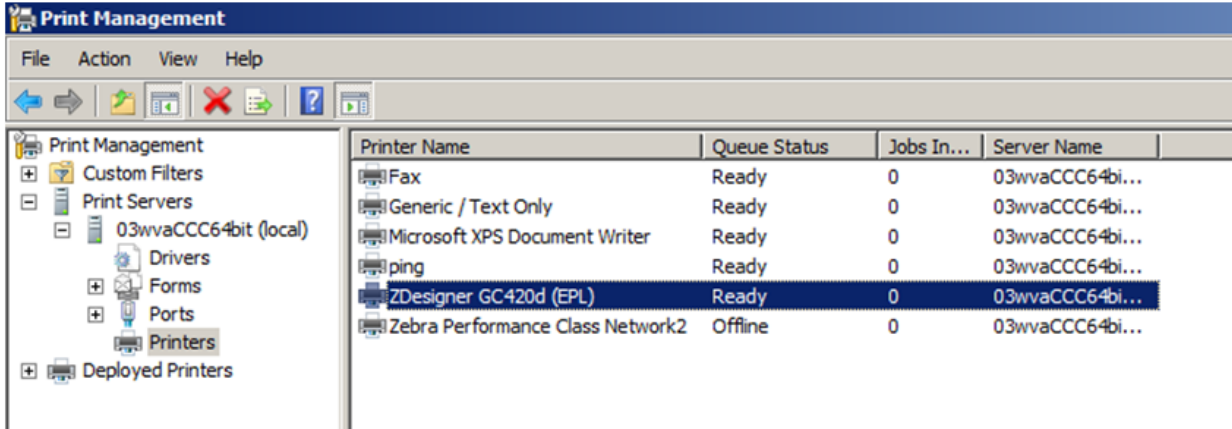 Print Management
File Action View Help
Print Management
Custom Filters
Print Servers
03wvaCCC64bit (local)
Drivers
Forms
Ports
Printers
Deployed Printers
Printer Name Queue Status Jobs In... Server Name
Fax Ready 0 03wvaCCC64bi...
Generic / Text Only Ready 0 03wvaCCC64bi...
Microsoft XPS Document Writer Ready 0 03wvaCCC64bi...
ping Ready 0 03wvaCCC64bi...
ZDesigner GC420d (EPL) Ready 0 03wvaCCC64bi...
Zebra Performance Class Network2 Offline 0 03wvaCCC64bi...